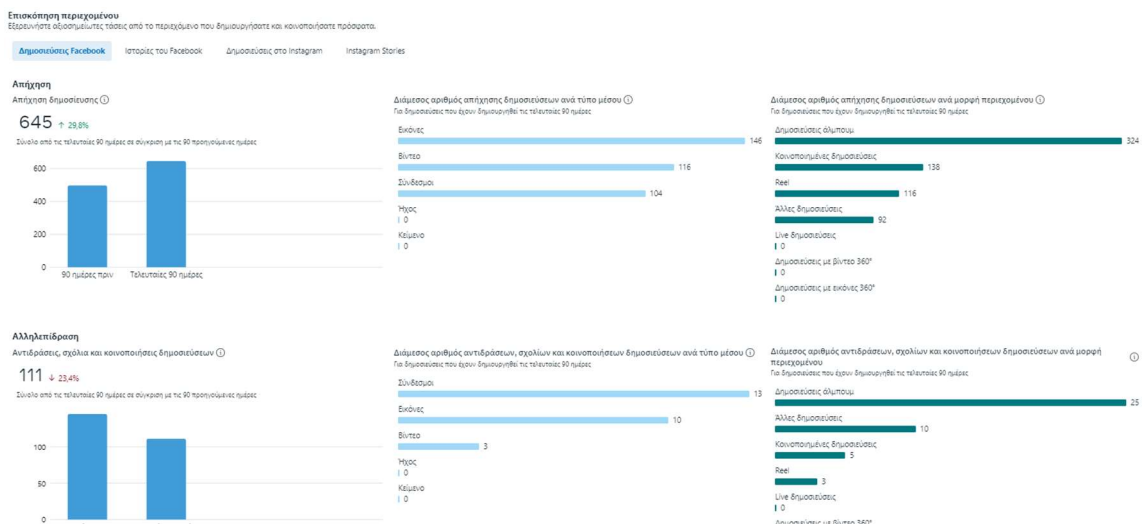 Επισκόπηση περιεχομένου
Εξερευνήστε αξιοσημείωτες τάσεις από το περιεχόμενο που δημιουργήσατε και κοινοποιήσατε πρόσφατα.
Δημοσιεύσεις Facebook Ιστορίες του Facebook Δημοσιεύσεις στο Instagram Instagram Stories
Απήχηση
Απήχηση δημοσίευσης
645 ↑ 29,8%
Σύνολο από τις τελευταίες 90 ημέρες σε σύγκριση με τις 90 προηγούμενες ημέρες
600
400
200
0
90 ημέρες πριν Τελευταίες 90 ημέρες
Διάμεσος αριθμός απήχησης δημοσιεύσεων ανά τύπο μέσου
Για δημοσιεύσεις που έχουν δημιουργηθεί τις τελευταίες 90 ημέρες
Εικόνες
146
Βίντεο
116
Σύνδεσμοι
104
Ήχος
0
Κείμενο
0
Διάμεσος αριθμός απήχησης δημοσιεύσεων ανά μορφή περιεχομένου
Για δημοσιεύσεις που έχουν δημιουργηθεί τις τελευταίες 90 ημέρες
Δημοσιεύσεις άλμπουμ
324
Κοινοποιημένες δημοσιεύσεις
138
Reel
116
Άλλες δημοσιεύσεις
92
Live δημοσιεύσεις
0
Δημοσιεύσεις με βίντεο 360°
0
Δημοσιεύσεις με εικόνες 360°
0
Αλληλεπίδραση
Αντιδράσεις, σχόλια και κοινοποιήσεις δημοσιεύσεων
111 ↓ 23,4%
Σύνολο από τις τελευταίες 90 ημέρες σε σύγκριση με τις 90 προηγούμενες ημέρες
100
50
0
Διάμεσος αριθμός αντιδράσεων, σχολίων και κοινοποιήσεων δημοσιεύσεων ανά τύπο μέσου
Για δημοσιεύσεις που έχουν δημιουργηθεί τις τελευταίες 90 ημέρες
Σύνδεσμοι
13
Εικόνες
10
Βίντεο
3
Ήχος
0
Κείμενο
0
Διάμεσος αριθμός αντιδράσεων, σχολίων και κοινοποιήσεων δημοσιεύσεων ανά μορφή
περιεχομένου
Για δημοσιεύσεις που έχουν δημιουργηθεί τις τελευταίες 90 ημέρες
Δημοσιεύσεις άλμπουμ
25
Άλλες δημοσιεύσεις
10
Κοινοποιημένες δημοσιεύσεις
5
Reel
3
Live δημοσιεύσεις
0
Δημοσιεύσεις με βίντεο 360°